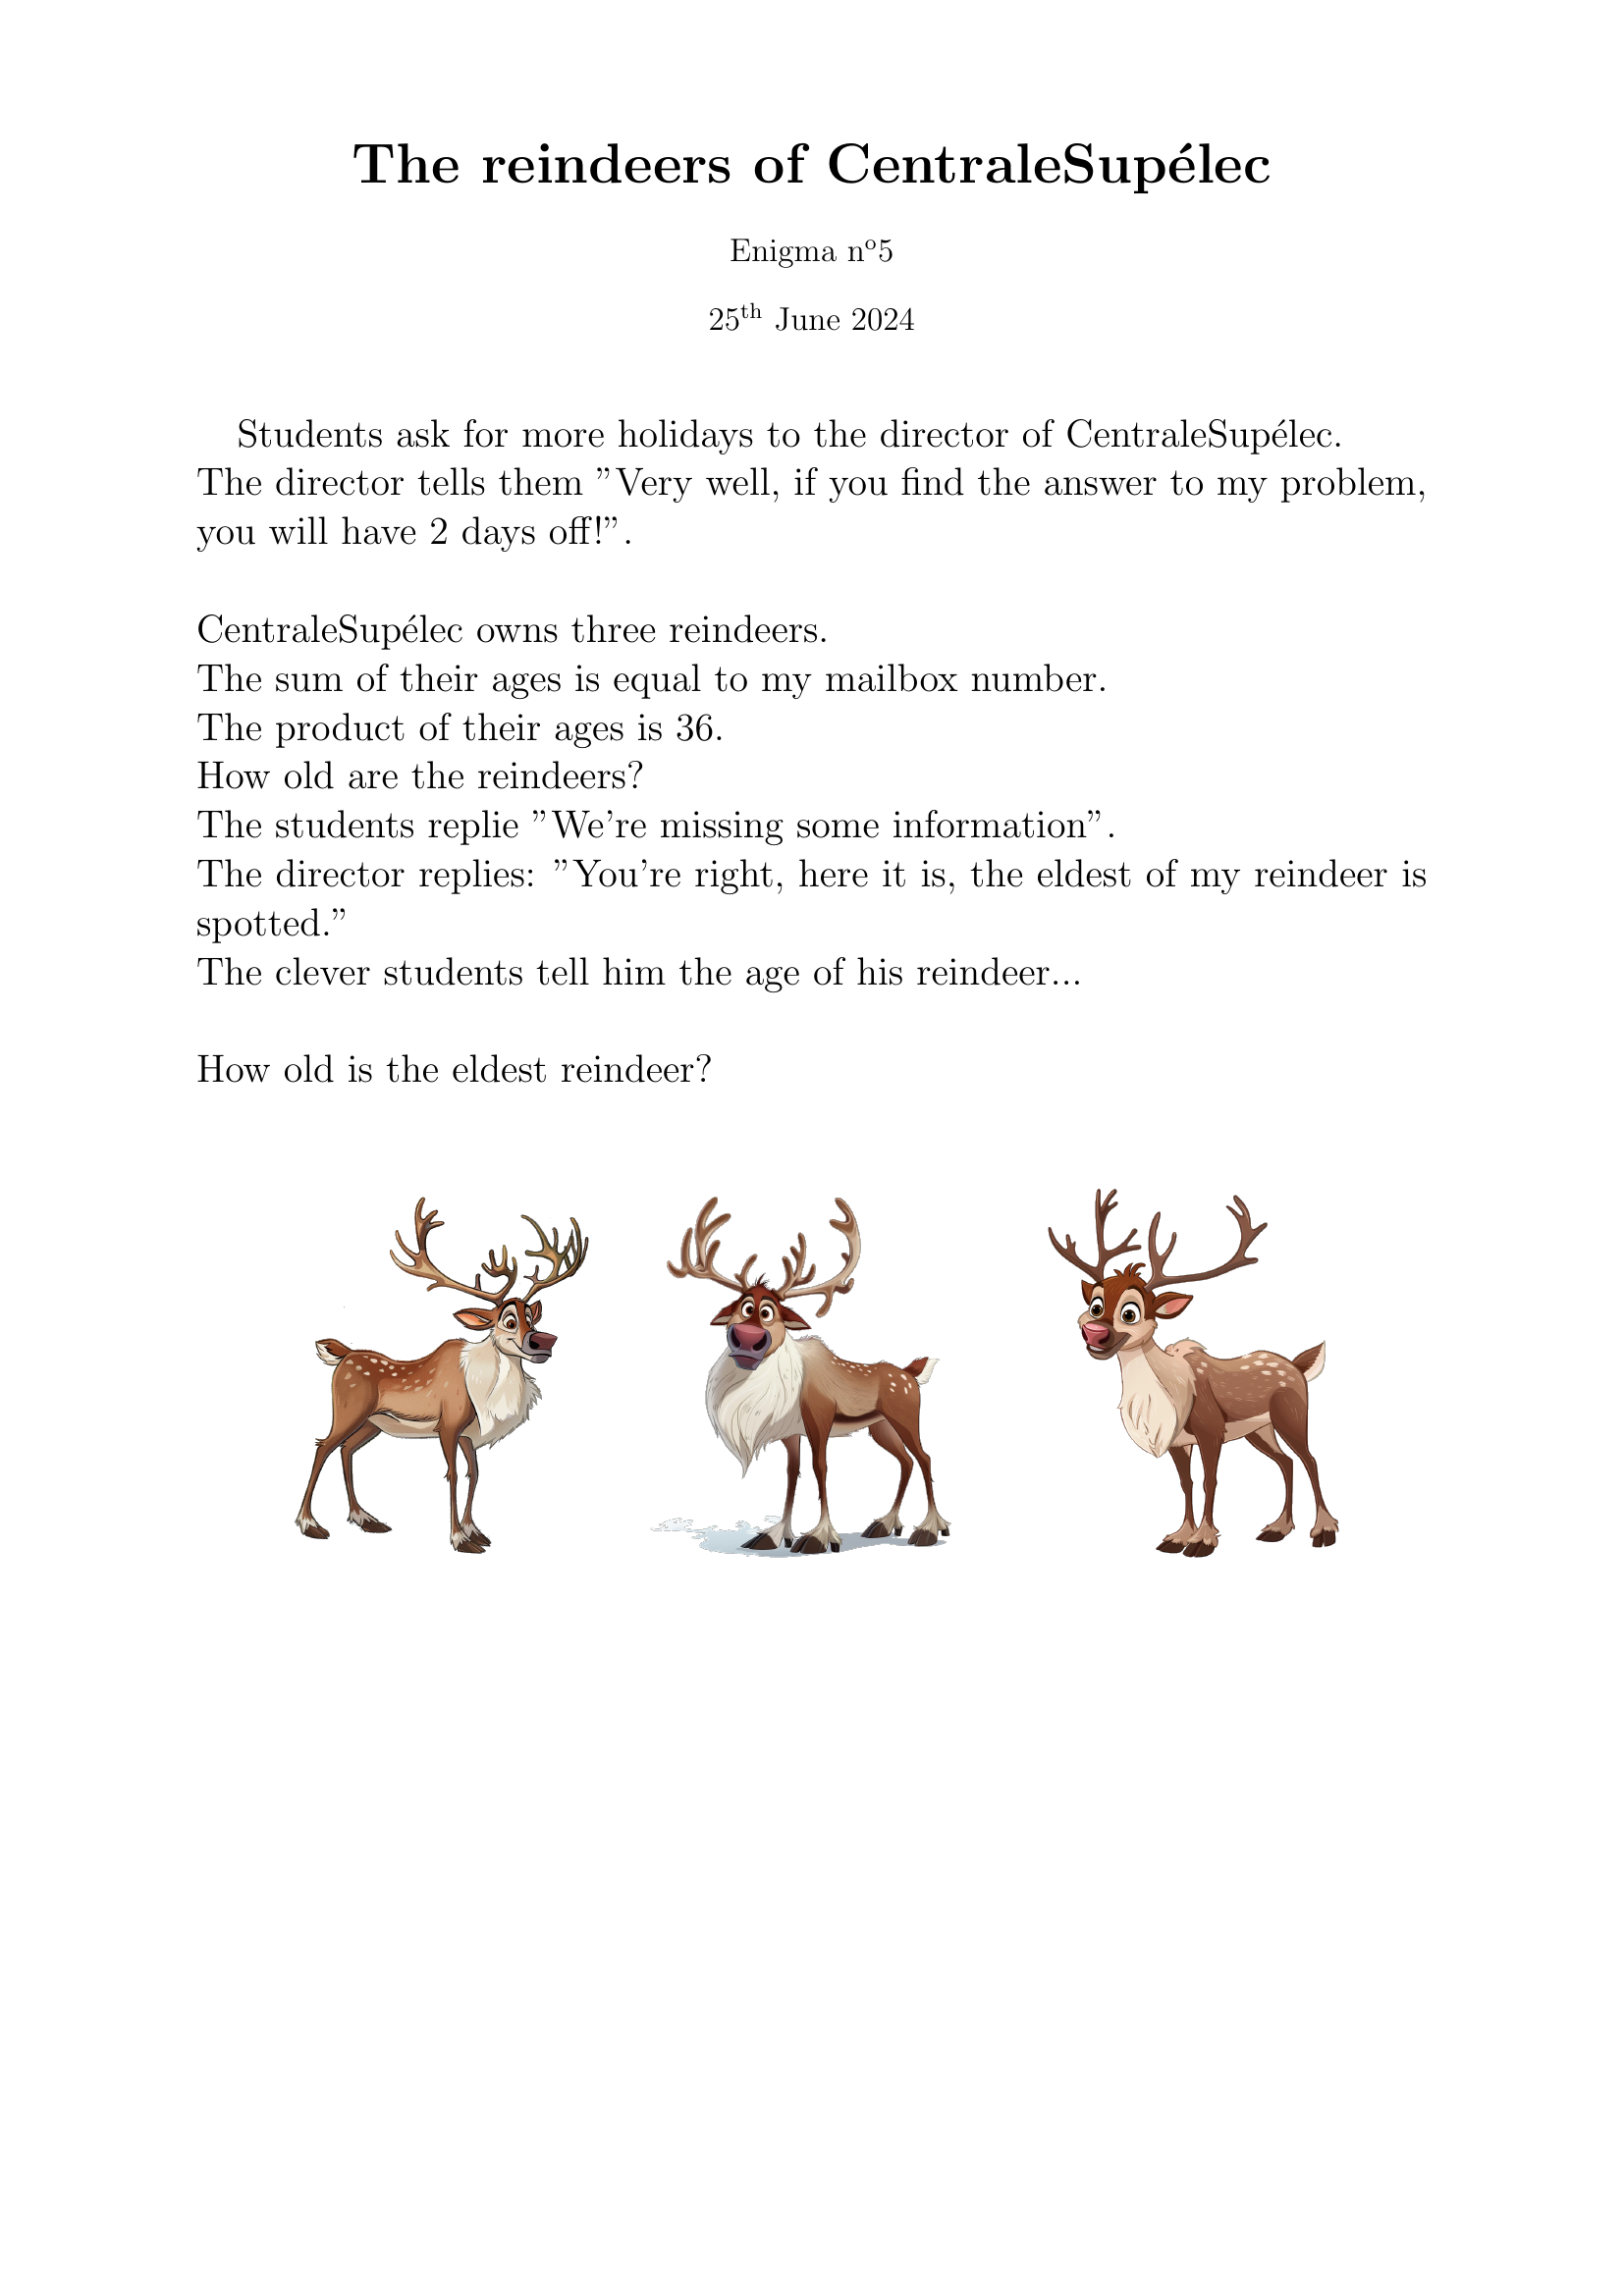 The reindeers of CentraleSupélec
Enigma nº5
25th June 2024
Students ask for more holidays to the director of CentraleSupélec.
The director tells them ”Very well, if you find the answer to my problem,
you will have 2 days off!”.
CentraleSupélec owns three reindeers.
The sum of their ages is equal to my mailbox number.
The product of their ages is 36.
How old are the reindeers?
The students replie ”We’re missing some information”.
The director replies: ”You’re right, here it is, the eldest of my reindeer is
spotted.”
The clever students tell him the age of his reindeer...
How old is the eldest reindeer?